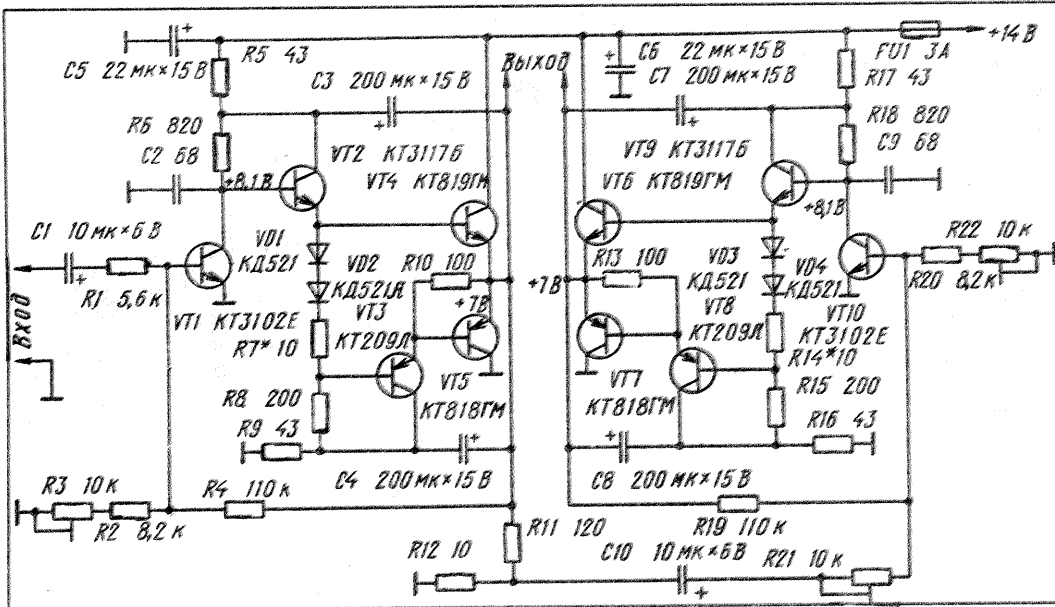 C5 22 мк×15 В
R5 43
C3 200 мк×15 В
Выход
C6 22 мк×15 В
C7 200 мк×15 В
FU1 3А
+14 В
R17 43
R6 820
C2 68
VT2 КТ3117Б
VT4 КТ819ГМ
+8,1 В
VT9 КТ3117Б
VT6 КТ819ГМ
R18 820
C9 68
+8,1 В
C1 10 мк×6 В
R1 5,6 к
Вход
VT1 КТ3102Е
VD1
КД521
VD2
КД521А
VT3
КТ209Л
R10 100
+7В
+7В
R13 100
VT8
КТ209Л
VD3
КД521
VD4
КД521
VT10
КТ3102Е
R22 10 к
R20 8,2 к
R7* 10
R14* 10
R8 200
R9 43
VT5
КТ818ГМ
VT7
КТ818ГМ
R15 200
R16 43
C4 200 мк×15 В
C8 200 мк×15 В
R3 10 к
R2 8,2 к
R4 110 к
R11 120
R19 110 к
R12 10
C10 10 мк×6 В
R21 10 к